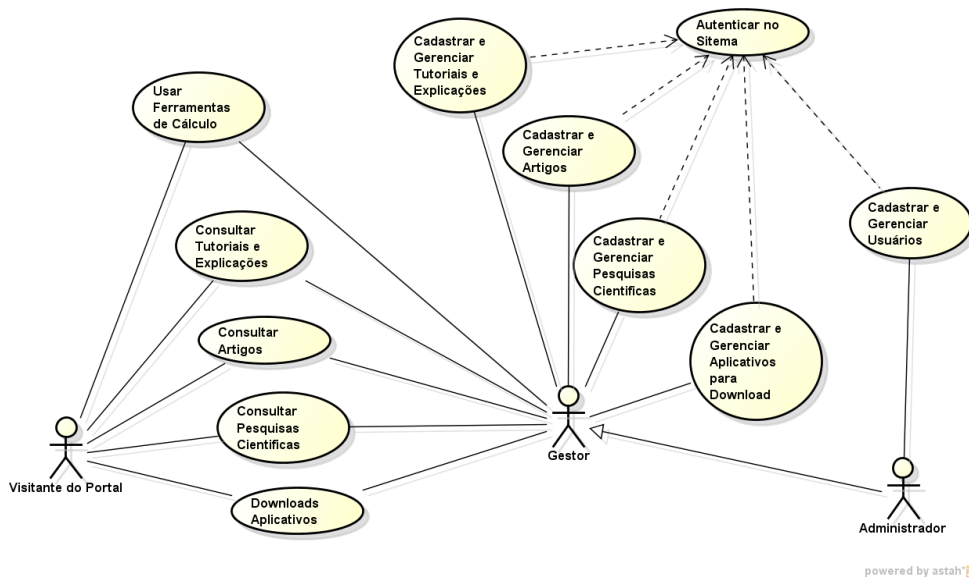 Autenticar no
Sitema
Cadastrar e
Gerenciar
Tutoriais e
Explicações
Usar
Ferramentas
de Cálculo
Cadastrar e
Gerenciar
Artigos
Cadastrar e
Gerenciar
Usuários
Consultar
Tutoriais e
Explicações
Cadastrar e
Gerenciar
Pesquisas
Cientificas
Consultar
Artigos
Cadastrar e
Gerenciar
Aplicativos
para
Download
Consultar
Pesquisas
Cientificas
Gestor
Visitante do Portal
Downloads
Aplicativos
Administrador
powered by astah*